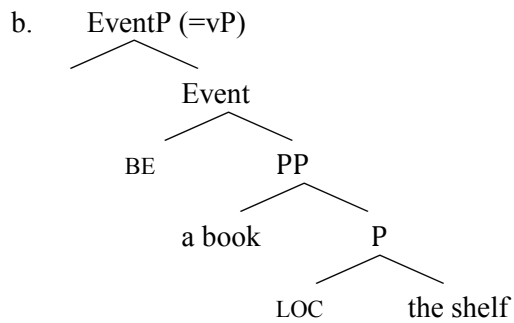 b. EventP (=vP)
Event
BE PP
a book P
LOC the shelf